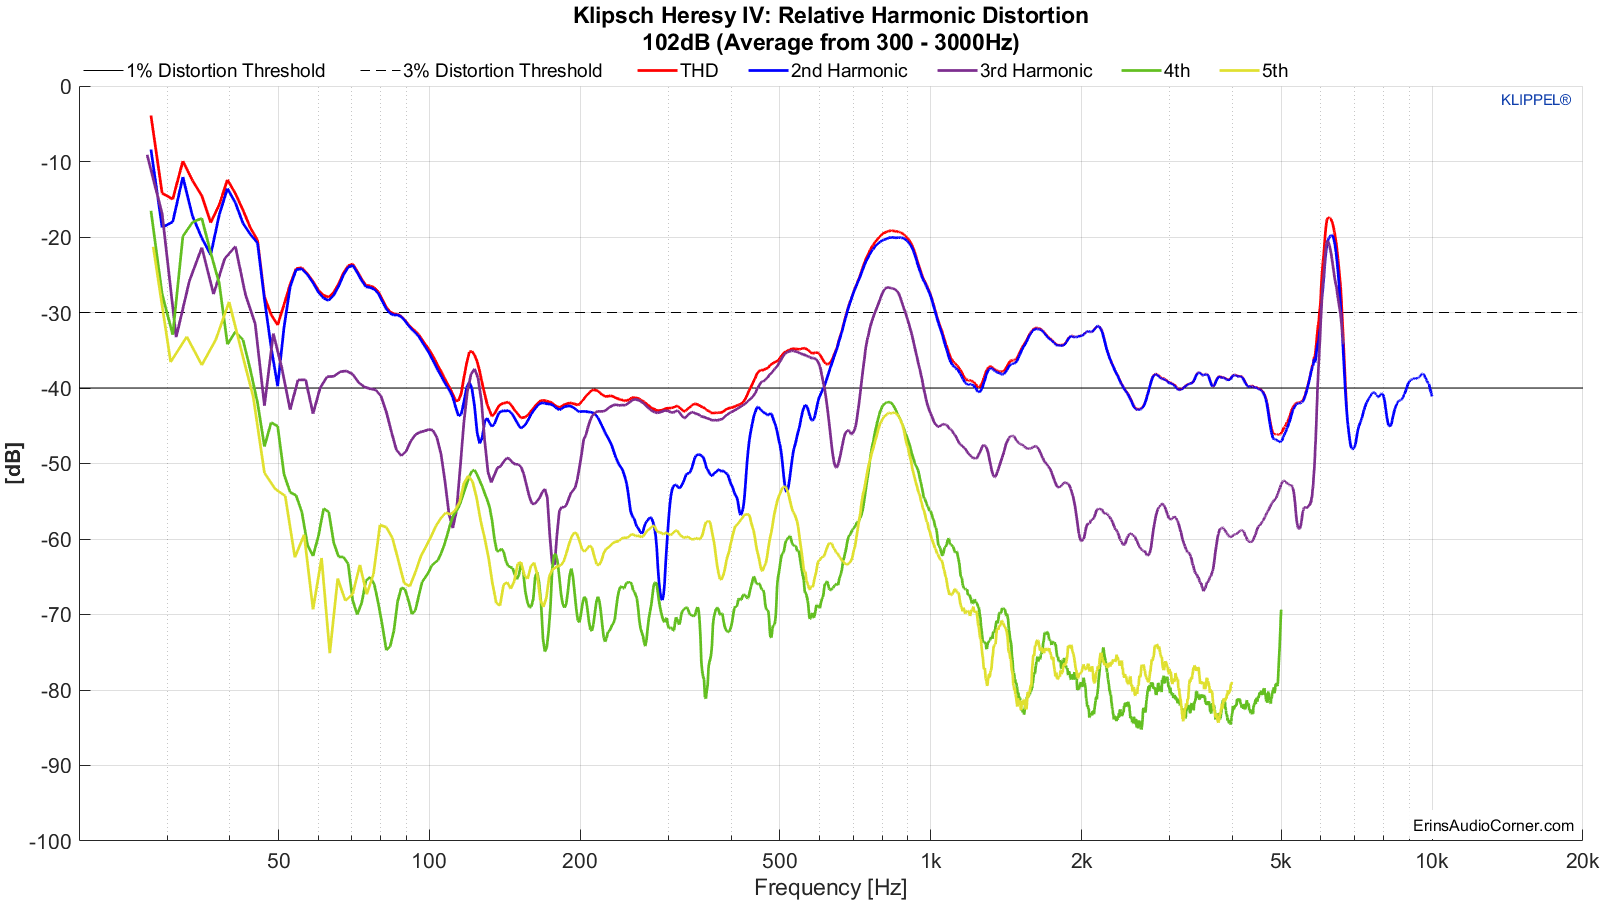 Klipsch Heresy IV: Relative Harmonic Distortion
102dB (Average from 300 - 3000Hz)
1% Distortion Threshold 3% Distortion Threshold THD 2nd Harmonic 3rd Harmonic 4th 5th
KLIPPEL®
0
-10
-20
-30
-40
-50
-60
-70
-80
-90
-100
[dB]
ErinsAudioCorner.com
50 100 200 500 1k 2k 5k 10k 20k
Frequency [Hz]